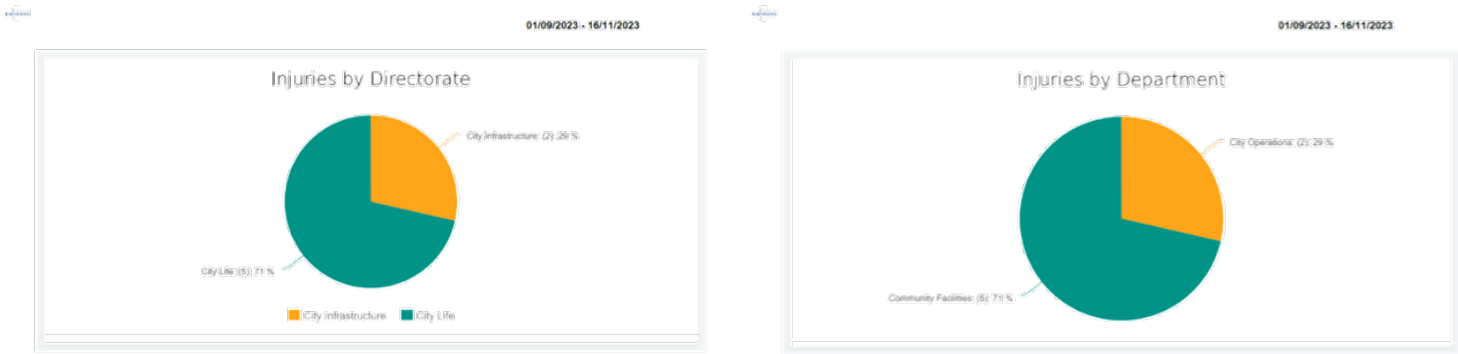 01/09/2023 - 16/11/2023
Injuries by Directorate
City Infrastructure: (2): 29 %
City Life: (5): 71 %
City Infrastructure City Life
01/09/2023 - 16/11/2023
Injuries by Department
City Operations: (2): 29 %
Community Facilities: (5): 71 %